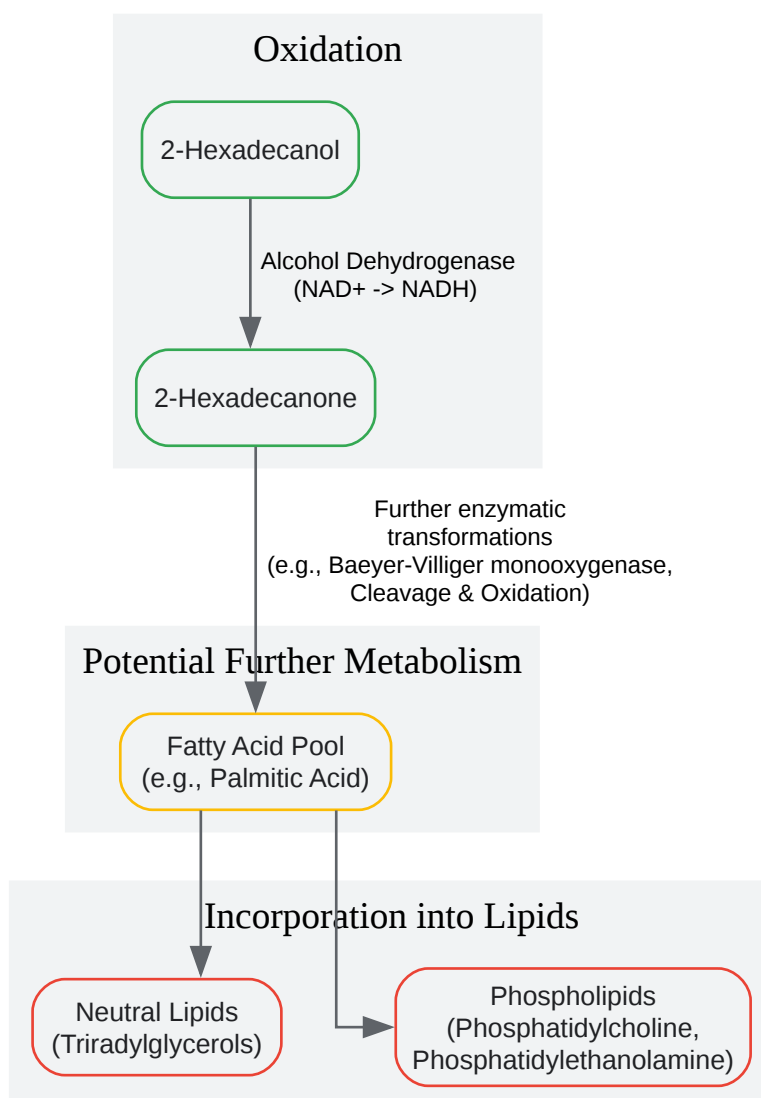 Oxidation
2-Hexadecanol
Alcohol Dehydrogenase
(NAD+ -> NADH)
2-Hexadecanone
Further enzymatic
transformations
(e.g., Baeyer-Villiger monooxygenase,
Cleavage & Oxidation)
Potential Further Metabolism
Fatty Acid Pool
(e.g., Palmitic Acid)
Incorporation into Lipids
Neutral Lipids
(Triradylglycerols)
Phospholipids
(Phosphatidylcholine,
Phosphatidylethanolamine)